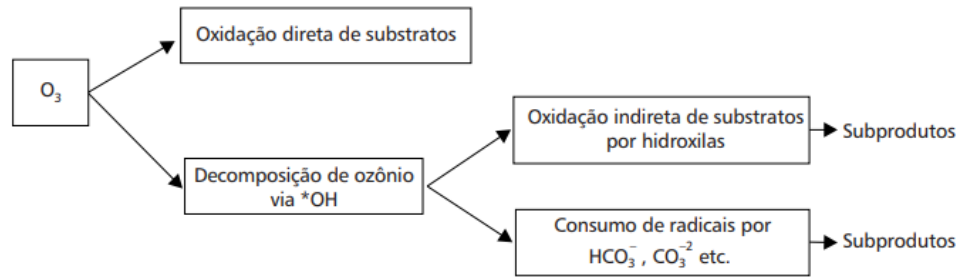 Oxidação direta de substratos
O₃
Oxidação indireta de substratos
por hidroxilas
Subprodutos
Decomposição de ozônio
via *OH
Consumo de radicais por
HCO₃⁻ , CO₃⁻² etc.
Subprodutos